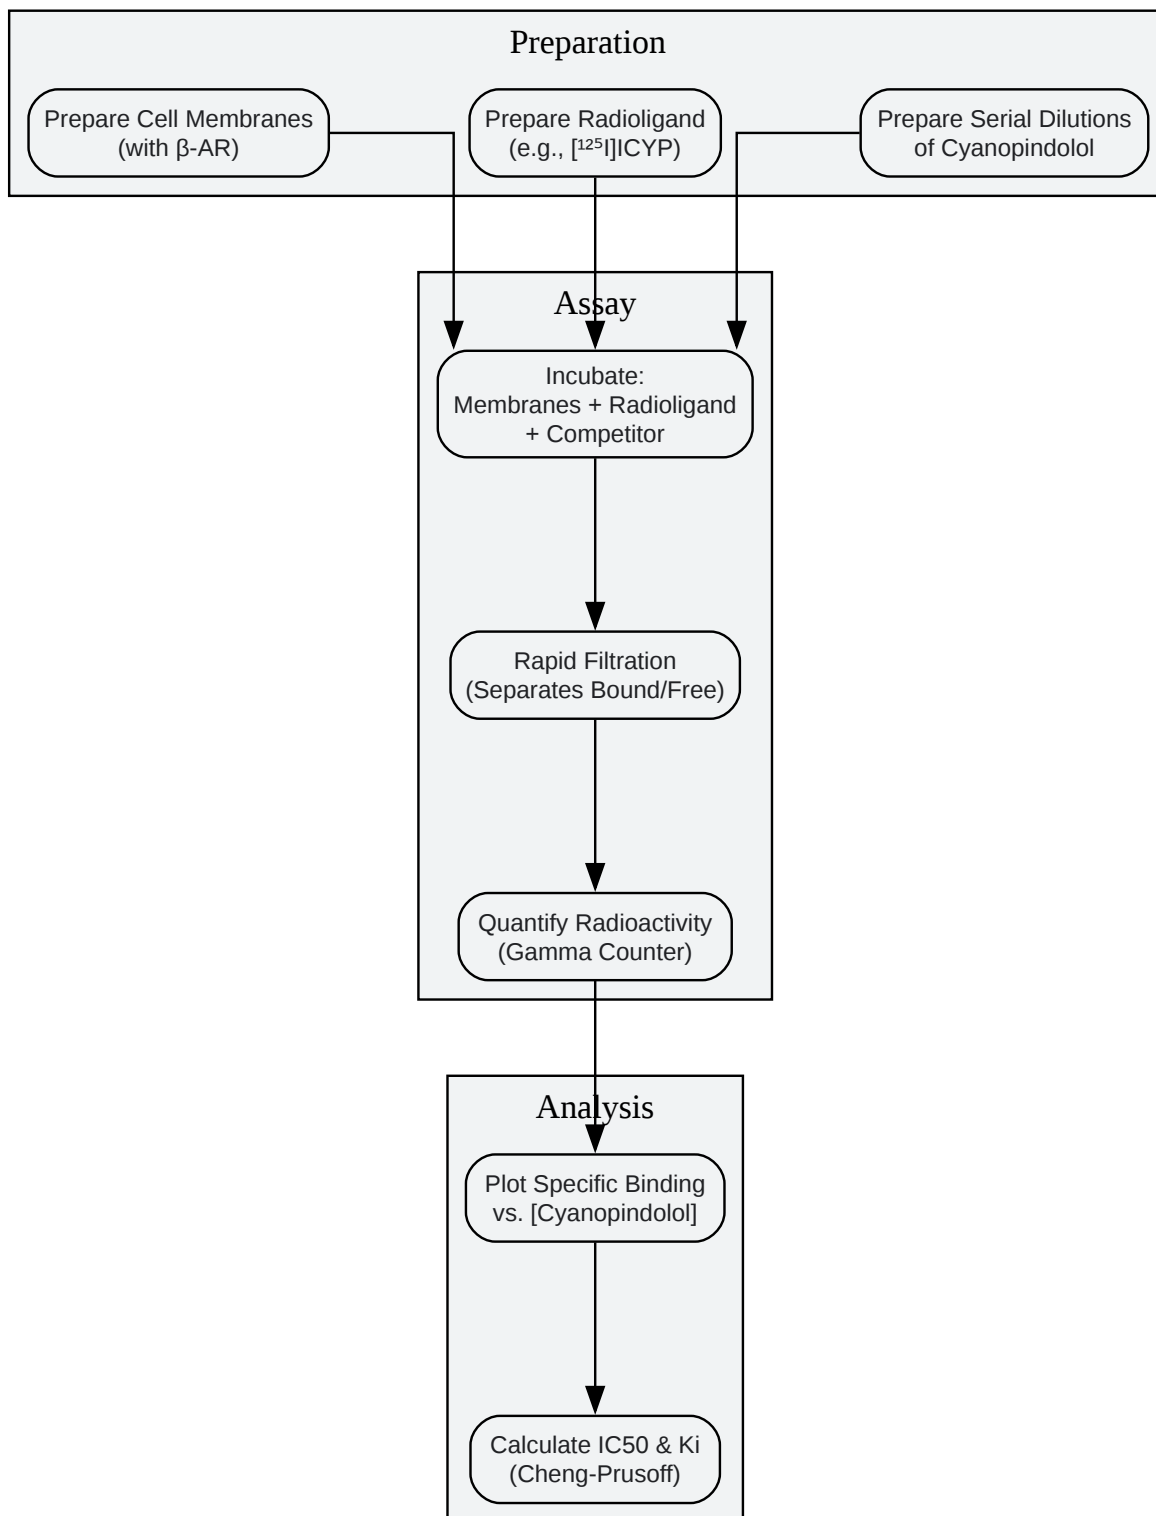 Preparation
Prepare Cell Membranes
(with β-AR)
Prepare Radioligand
(e.g., [¹²⁵I]ICYP)
Prepare Serial Dilutions
of Cyanopindolol
Assay
Incubate:
Membranes + Radioligand
+ Competitor
Rapid Filtration
(Separates Bound/Free)
Quantify Radioactivity
(Gamma Counter)
Analysis
Plot Specific Binding
vs. [Cyanopindolol]
Calculate IC50 & Ki
(Cheng-Prusoff)